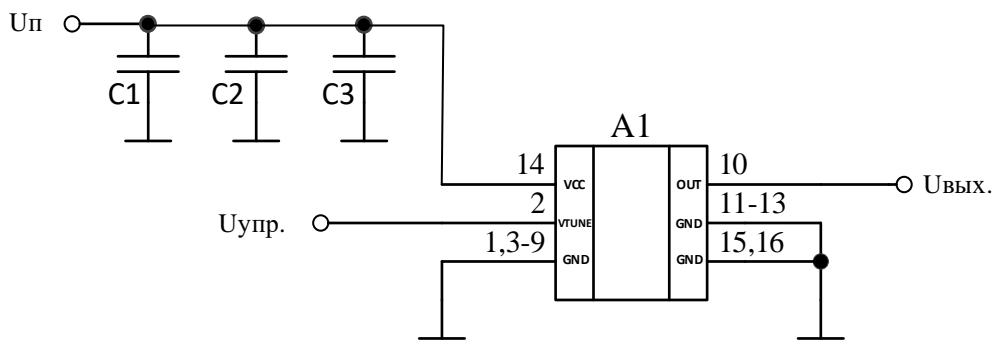 Uп
C1 C2 C3
A1
14 VCC OUT 10 Uвых.
Uупр. 2 VTUNE GND 11-13
1,3-9 GND GND 15,16